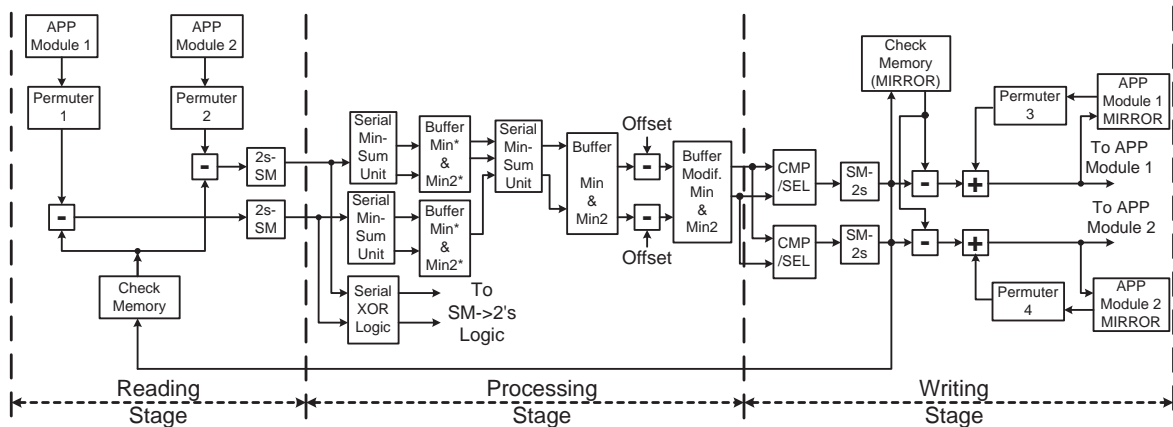 APP
Module 1
APP
Module 2
Permuter
1
Permuter
2
-
-
2s-
SM
2s-
SM
Check
Memory
Serial
Min-
Sum
Unit
Buffer
Min*
&
Min2*
Serial
Min-
Sum
Unit
Buffer
Min*
&
Min2*
Serial
XOR
Logic
To
SM->2's
Logic
Serial
Min-
Sum
Unit
Buffer
Min
&
Min2
Offset
-
-
Offset
Buffer
Modif.
Min
&
Min2
CMP
/SEL
CMP
/SEL
SM-
2s
SM-
2s
Check
Memory
(MIRROR)
-
+
-
+
Permuter
3
APP
Module 1
MIRROR
To APP
Module 1
To APP
Module 2
Permuter
4
APP
Module 2
MIRROR
Reading
Stage
Processing
Stage
Writing
Stage